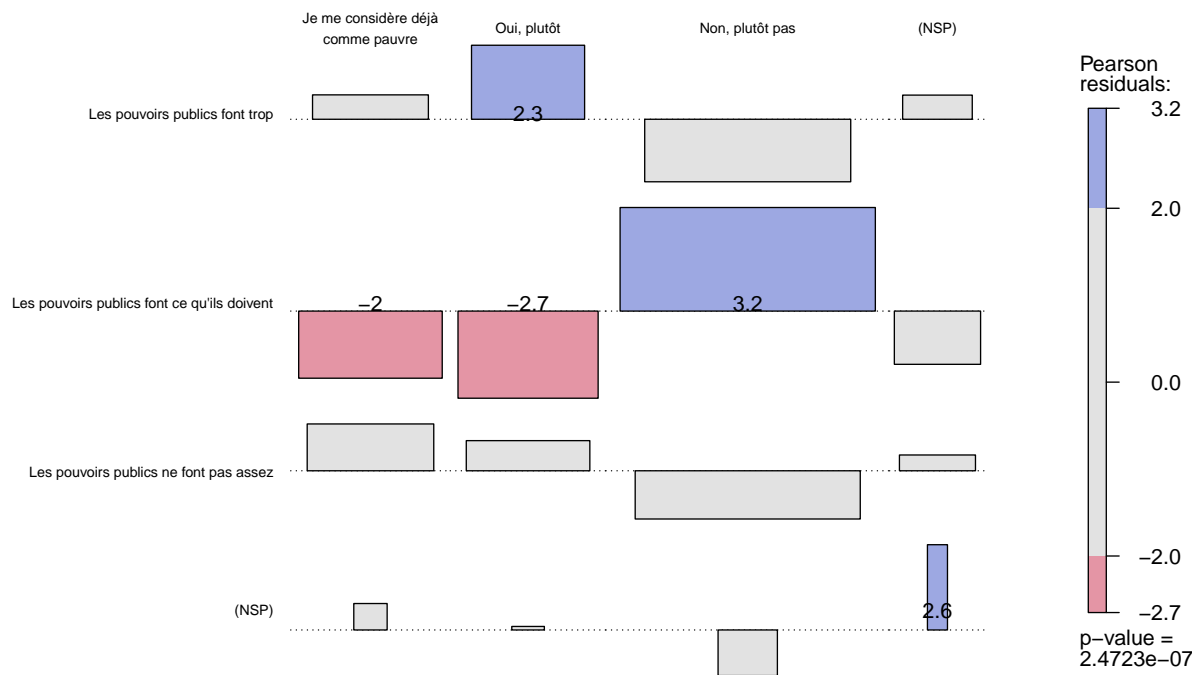 Je me considère déjà
comme pauvre
Oui, plutôt
Non, plutôt pas
(NSP)
Pearson
residuals:
Les pouvoirs publics font trop
2.3
3.2
2.0
Les pouvoirs publics font ce qu'ils doivent
−2
−2.7
3.2
0.0
Les pouvoirs publics ne font pas assez
−2.0
(NSP)
2.6
−2.7
p−value =
2.4723e−07